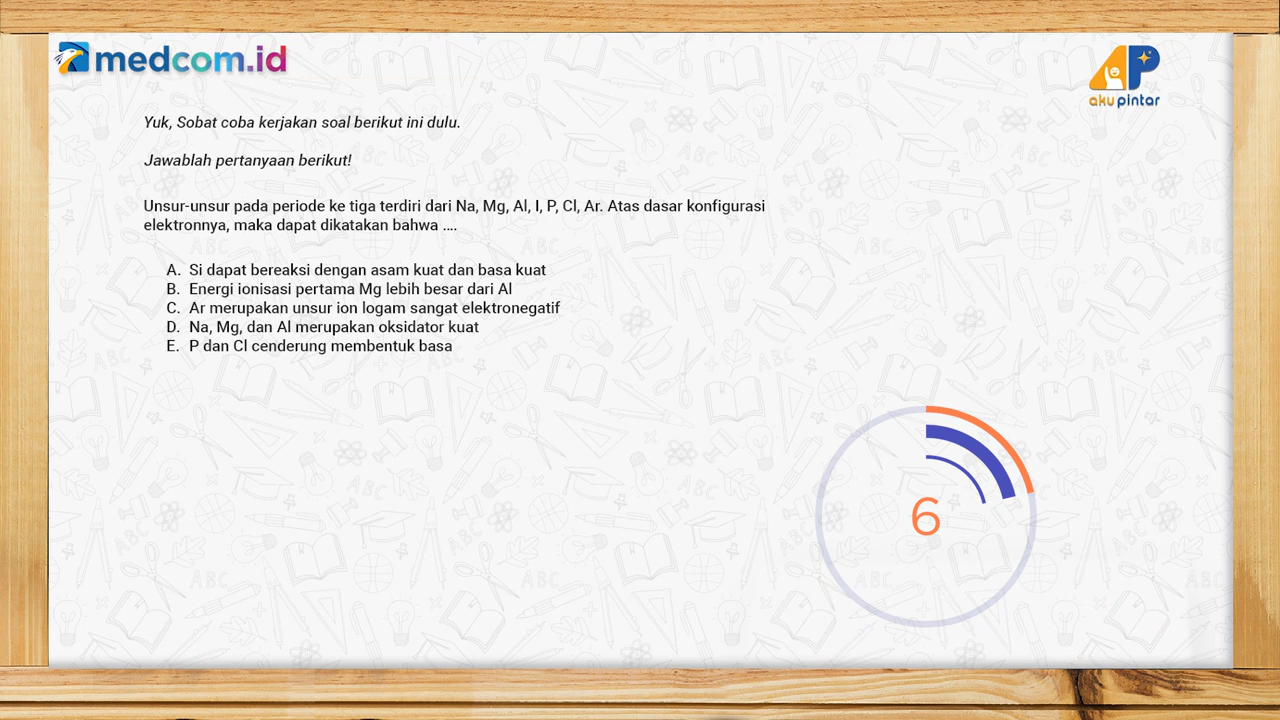 medcom.id
aku pintar
Yuk, Sobat coba kerjakan soal berikut ini dulu.
Jawablah pertanyaan berikut!
Unsur-unsur pada periode ke tiga terdiri dari Na, Mg, Al, I, P, Cl, Ar. Atas dasar konfigurasi
elektronnya, maka dapat dikatakan bahwa ....
A. Si dapat bereaksi dengan asam kuat dan basa kuat
B. Energi ionisasi pertama Mg lebih besar dari Al
C. Ar merupakan unsur ion logam sangat elektronegatif
D. Na, Mg, dan Al merupakan oksidator kuat
E. P dan Cl cenderung membentuk basa
6